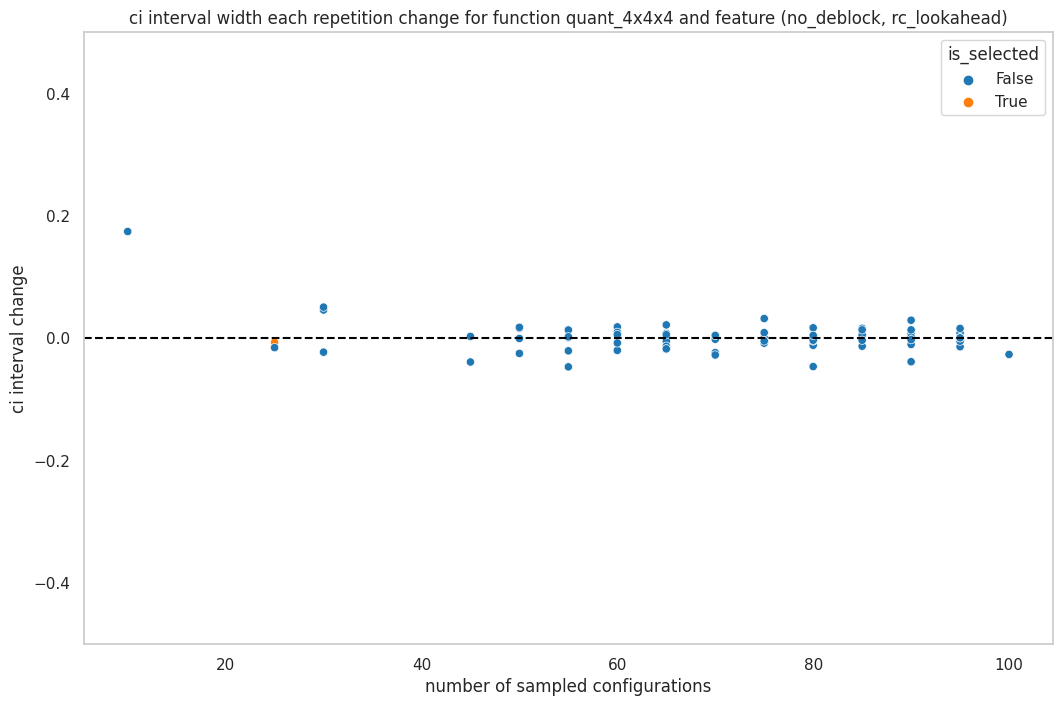 ci interval width each repetition change for function quant_4x4x4 and feature (no_deblock, rc_lookahead)
is_selected
False
True
0.4
0.2
0.0
−0.2
−0.4
ci interval change
20
40
60
80
100
number of sampled configurations